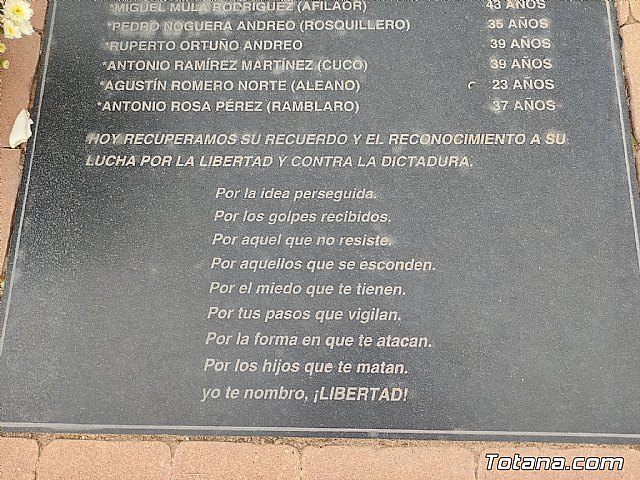 *MIGUEL MULA RODRÍGUEZ (AFILAOR) 43 AÑOS
*PEDRO NOGUERA ANDREO (ROSQUILLERO) 35 AÑOS
*RUPERTO ORTUÑO ANDREO 39 AÑOS
*ANTONIO RAMÍREZ MARTÍNEZ (CUCO) 39 AÑOS
*AGUSTÍN ROMERO NORTE (ALEANO) 23 AÑOS
*ANTONIO ROSA PÉREZ (RAMBLARO) 37 AÑOS
HOY RECUPERAMOS SU RECUERDO Y EL RECONOCIMIENTO A SU
LUCHA POR LA LIBERTAD Y CONTRA LA DICTADURA.
Por la idea perseguida.
Por los golpes recibidos.
Por aquel que no resiste.
Por aquellos que se esconden.
Por el miedo que te tienen.
Por tus pasos que vigilan.
Por la forma en que te atacan.
Por los hijos que te matan.
yo te nombro, ¡LIBERTAD!
Totana.com